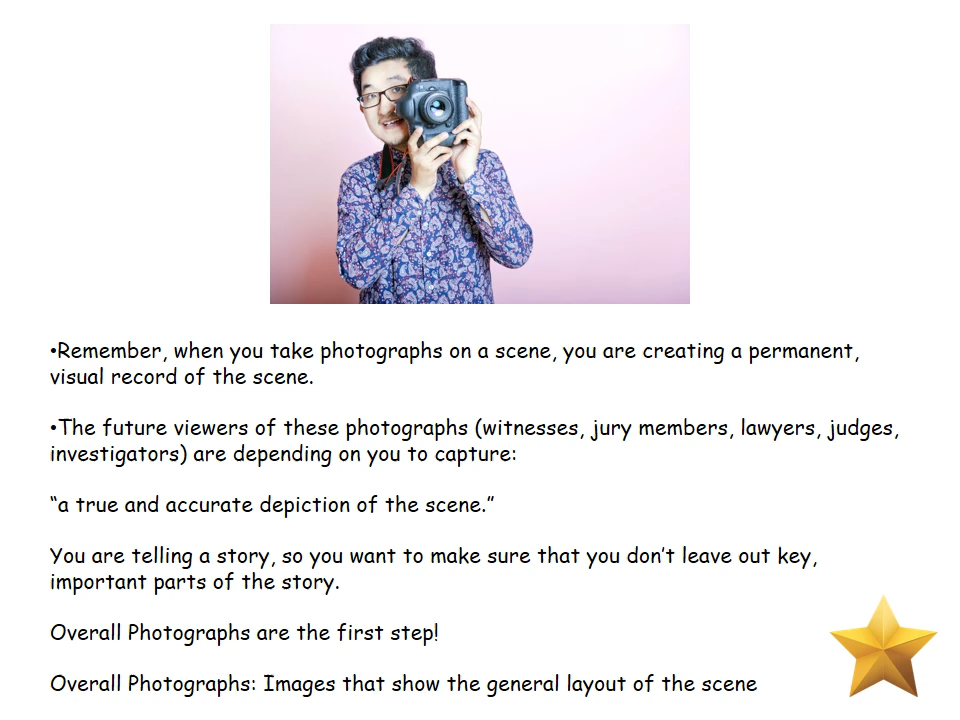 •Remember, when you take photographs on a scene, you are creating a permanent,
visual record of the scene.
•The future viewers of these photographs (witnesses, jury members, lawyers, judges,
investigators) are depending on you to capture:
“a true and accurate depiction of the scene.”
You are telling a story, so you want to make sure that you don’t leave out key,
important parts of the story.
Overall Photographs are the first step!
Overall Photographs: Images that show the general layout of the scene